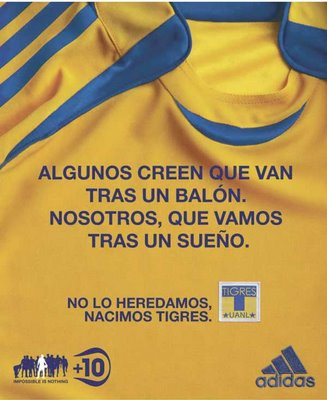 ALGUNOS CREEN QUE VAN
TRAS UN BALÓN.
NOSOTROS, QUE VAMOS
TRAS UN SUEÑO.
NO LO HEREDAMOS,
NACIMOS TIGRES.
TIGRES
T
★UANL★
+10
IMPOSSIBLE IS NOTHING
adidas